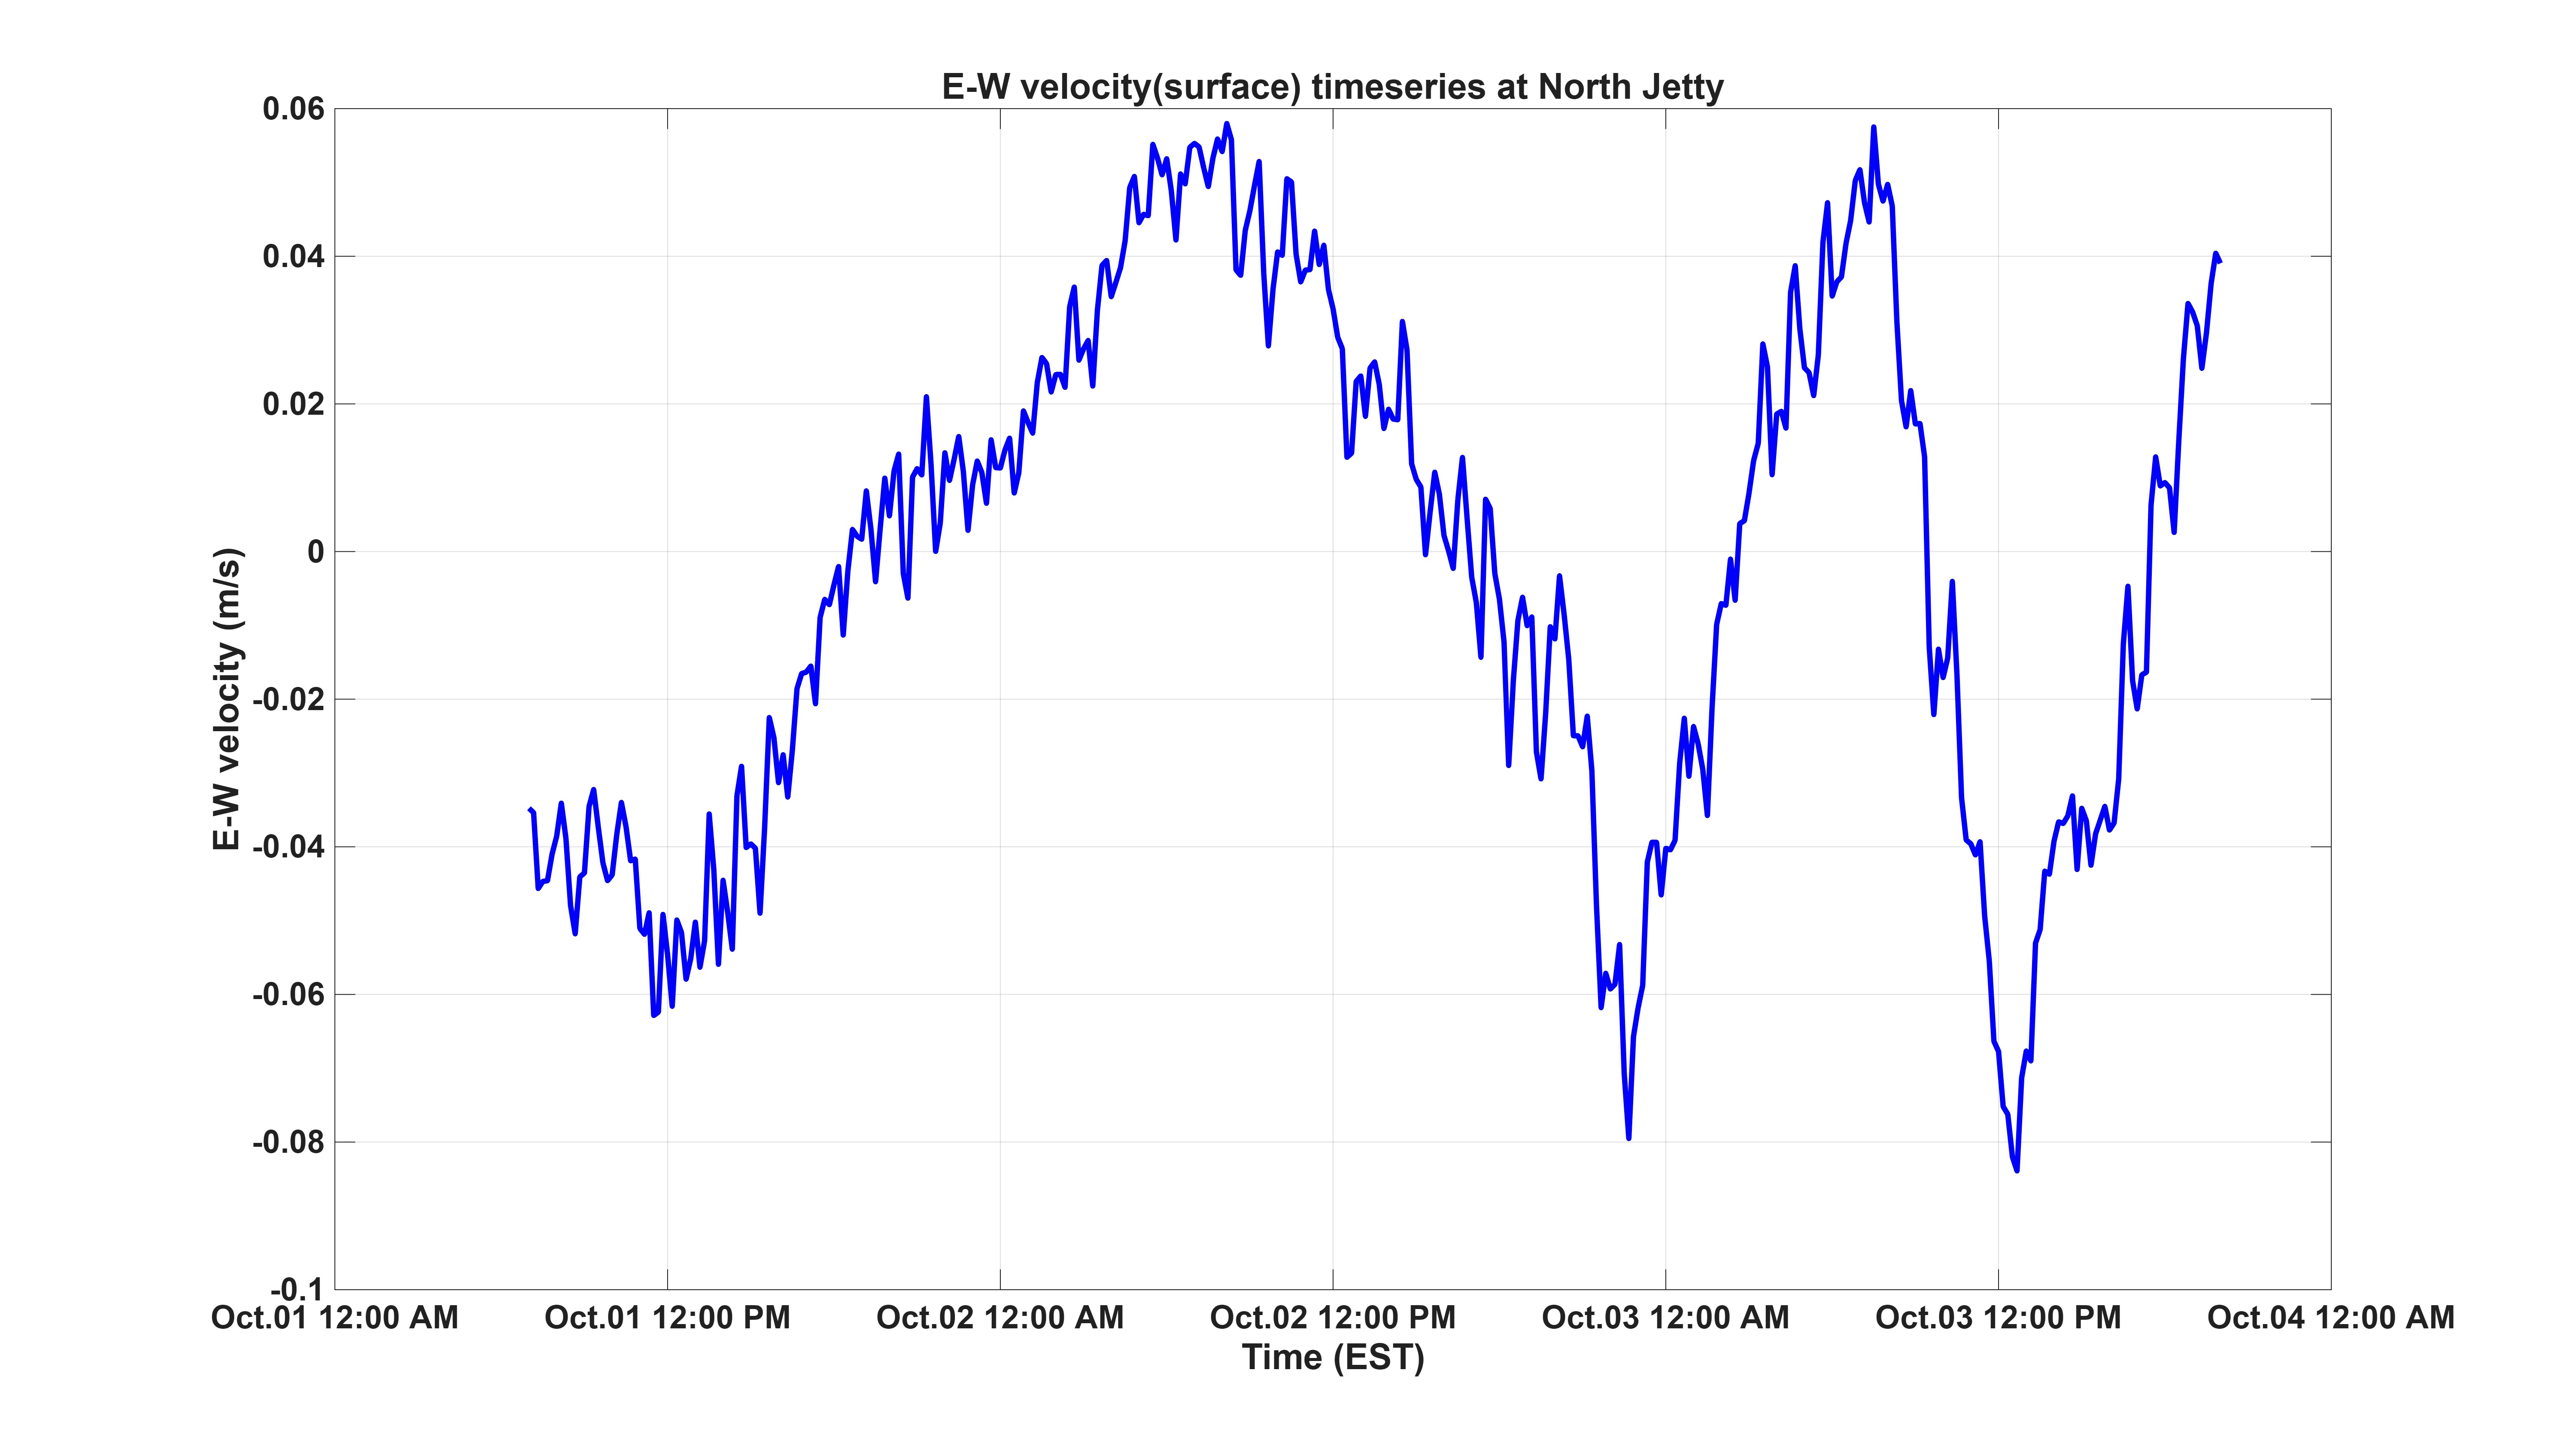 E-W velocity(surface) timeseries at North Jetty
0.06
0.04
0.02
0
-0.02
-0.04
-0.06
-0.08
-0.1
E-W velocity (m/s)
Oct.01 12:00 AM
Oct.01 12:00 PM
Oct.02 12:00 AM
Oct.02 12:00 PM
Oct.03 12:00 AM
Oct.03 12:00 PM
Oct.04 12:00 AM
Time (EST)